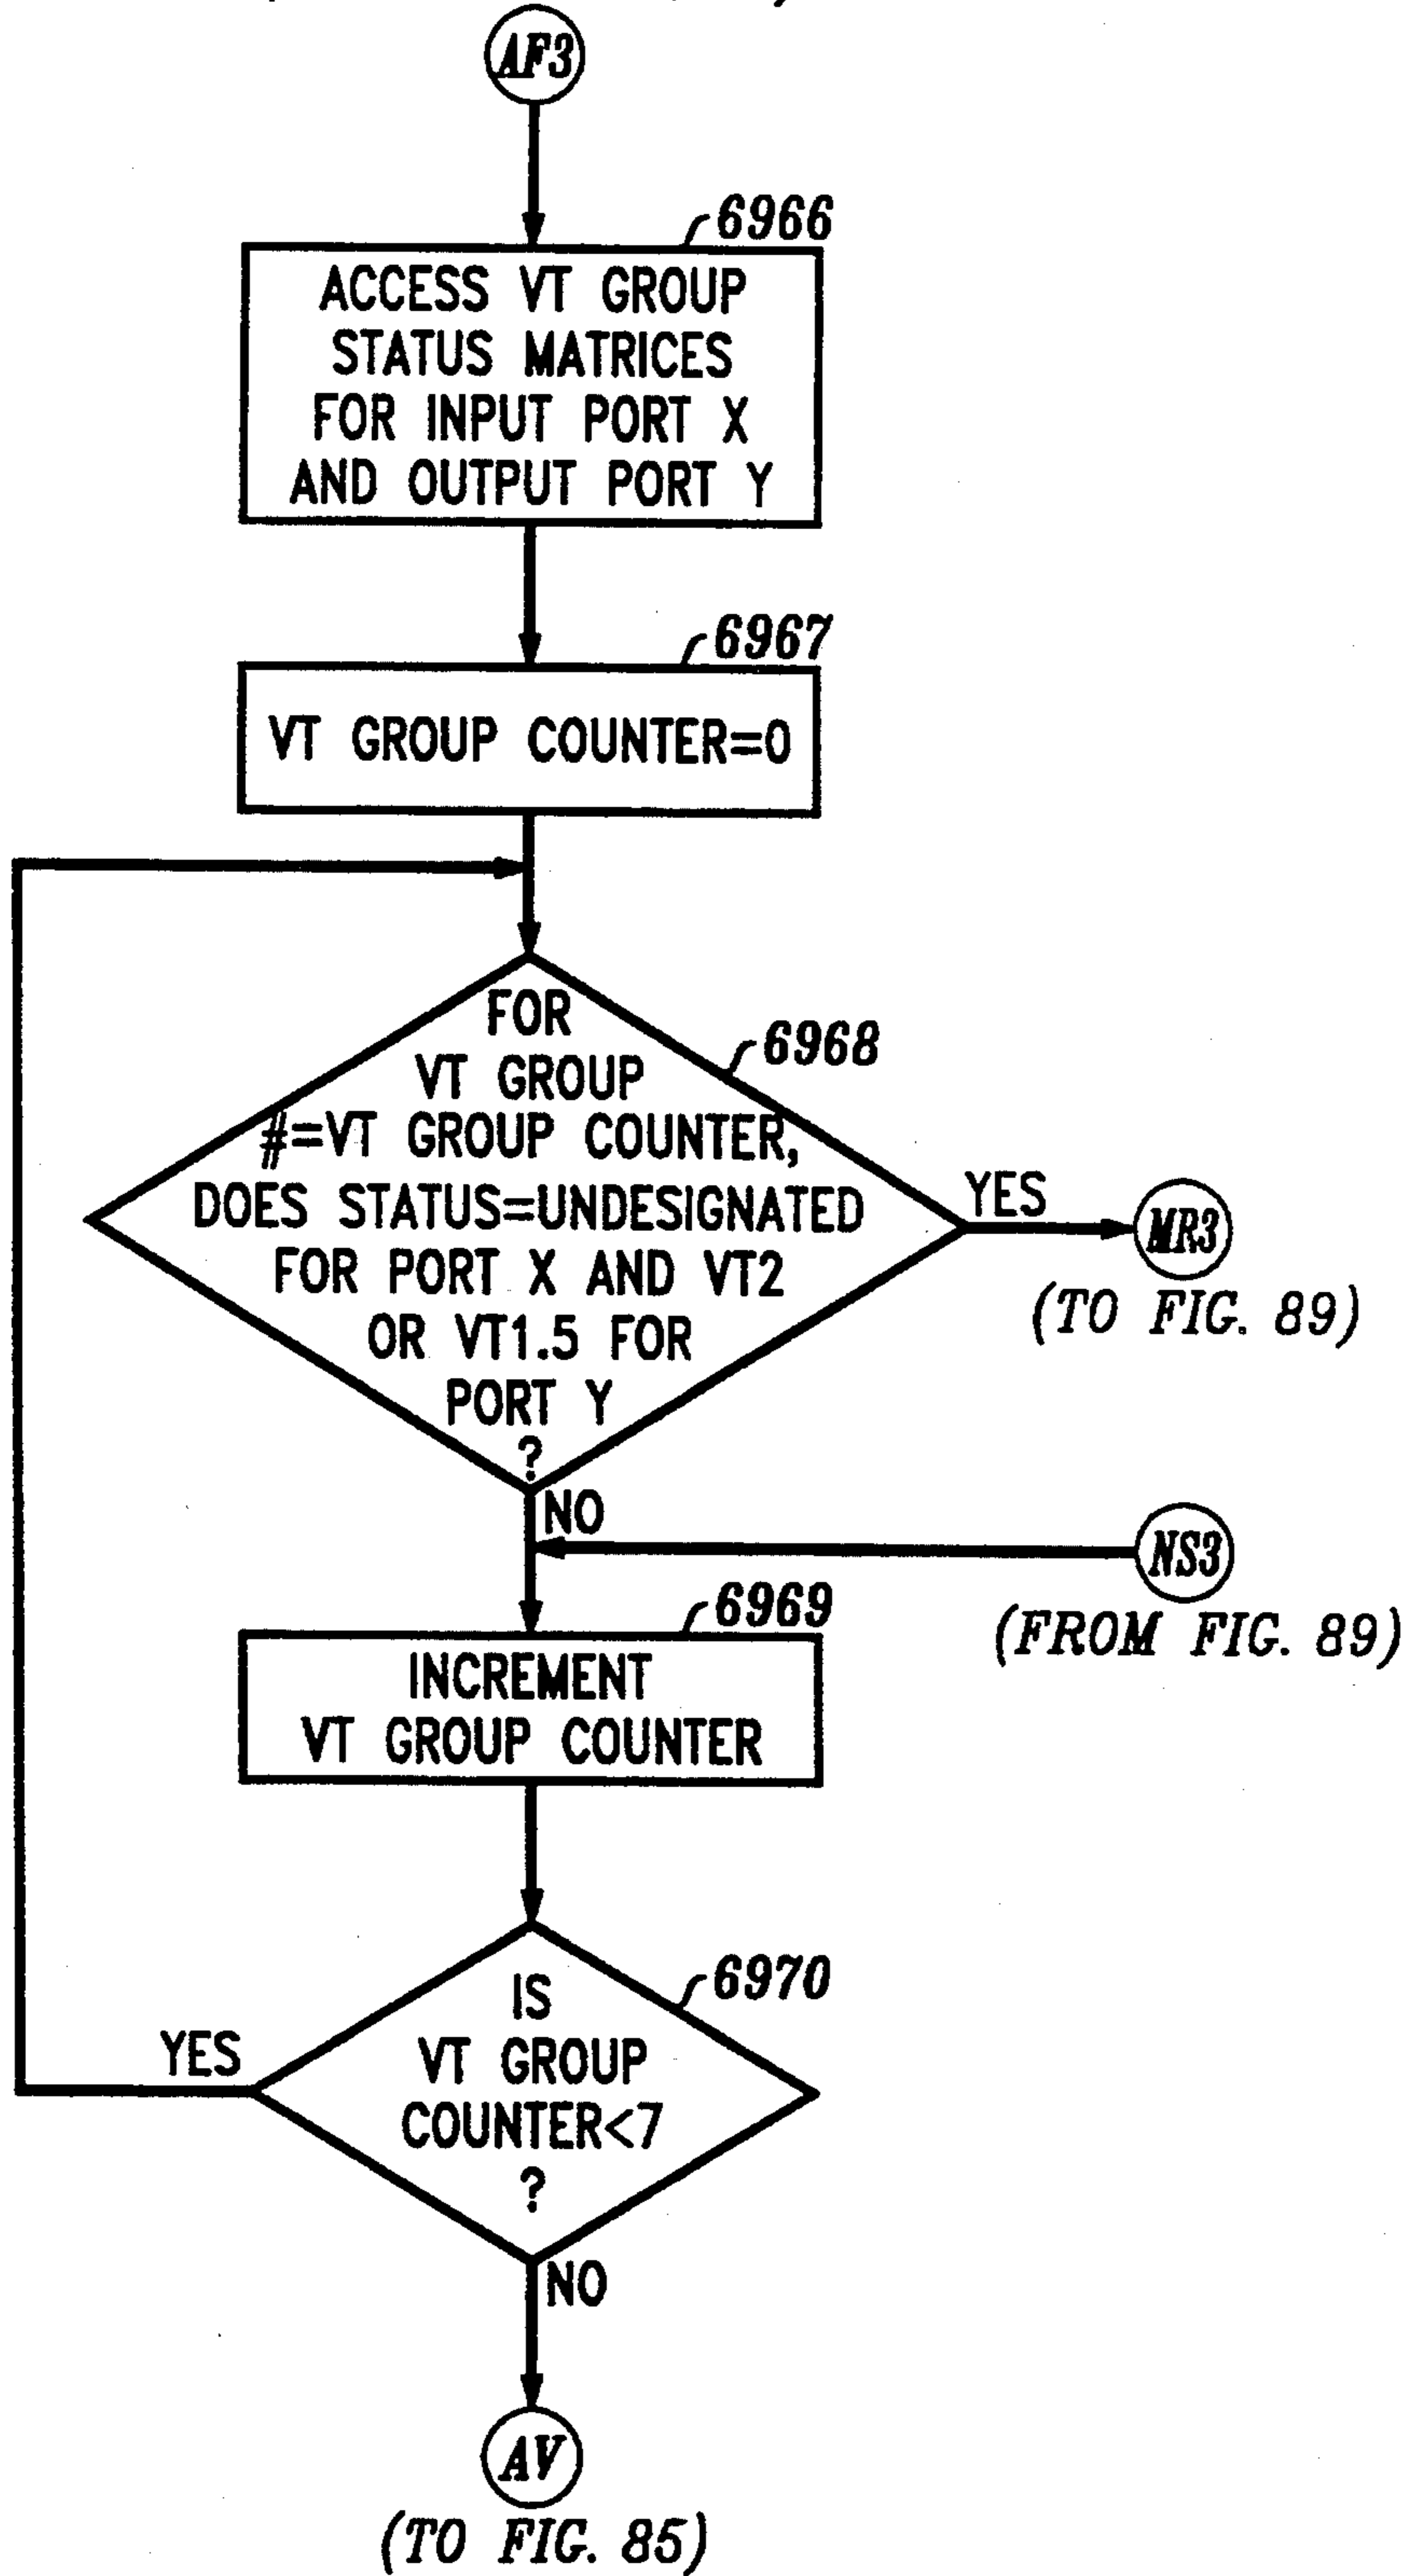 AF3
6966
ACCESS VT GROUP
STATUS MATRICES
FOR INPUT PORT X
AND OUTPUT PORT Y
6967
VT GROUP COUNTER=0
FOR
VT GROUP
#=VT GROUP COUNTER,
DOES STATUS=UNDESIGNATED
FOR PORT X AND VT2
OR VT1.5 FOR
PORT Y
?
6968
YES
MR3
(TO FIG. 89)
NO
NS3
(FROM FIG. 89)
6969
INCREMENT
VT GROUP COUNTER
6970
IS
VT GROUP
COUNTER<7
?
YES
NO
AV
(TO FIG. 85)